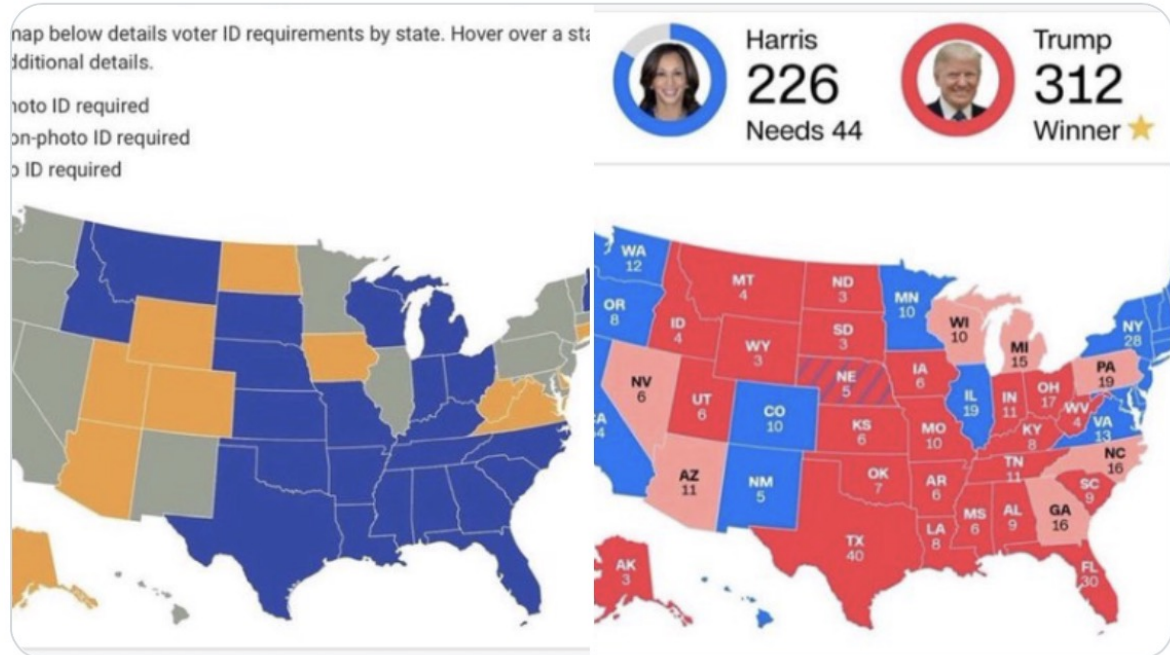 map below details voter ID requirements by state. Hover over a sta
dditional details.
hoto ID required
on-photo ID required
o ID required
Harris
226
Needs 44
Trump
312
Winner
WA
12
OR
8
MT
4
ND
3
MN
10
ID
4
SD
3
WI
10
MI
15
NY
28
WY
3
NV
6
NE
5
IA
6
PA
19
UT
6
CO
10
IL
19
IN
11
OH
17
WV
4
VA
13
CA
4
KS
6
MO
10
KY
8
NC
16
TN
11
AZ
11
NM
5
OK
7
AR
6
SC
9
MS
6
AL
9
GA
16
LA
8
TX
40
AK
3
FL
30